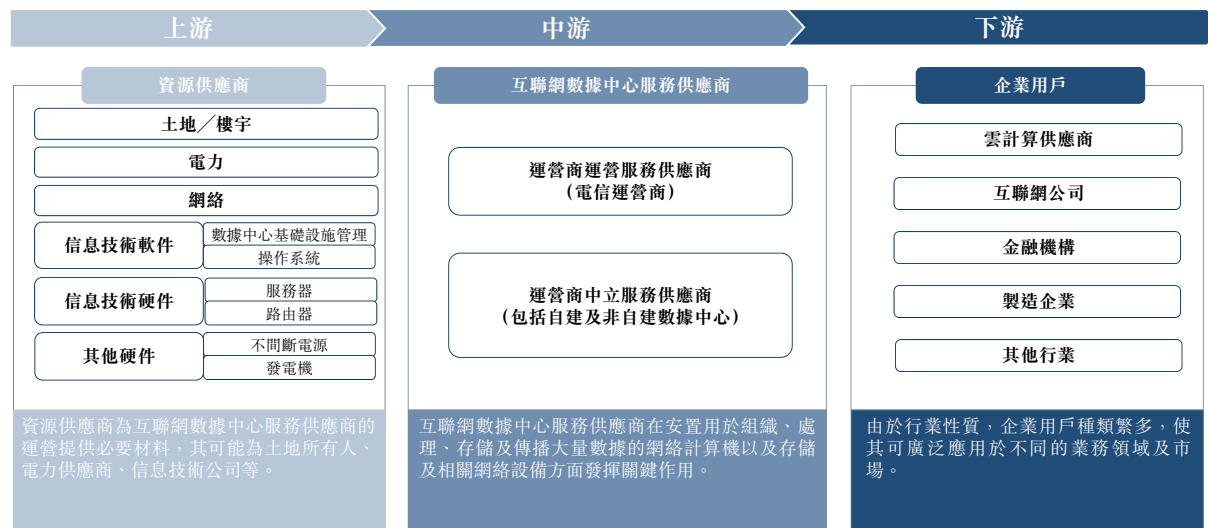 上游
中游
下游
資源供應商
土地／樓宇
電力
網絡
信息技術軟件
數據中心基礎設施管理
操作系統
信息技術硬件
服務器
路由器
其他硬件
不間斷電源
發電機
資源供應商為互聯網數據中心服務供應商的
運營提供必要材料，其可能為土地所有人、
電力供應商、信息技術公司等。
互聯網數據中心服務供應商
運營商運營服務供應商
(電信運營商)
運營商中立服務供應商
(包括自建及非自建數據中心)
互聯網數據中心服務供應商在安置用於組織、處
理、存儲及傳播大量數據的網絡計算機以及存儲
及相關網絡設備方面發揮關鍵作用。
企業用戶
雲計算供應商
互聯網公司
金融機構
製造企業
其他行業
由於行業性質，企業用戶種類繁多，使
其可廣泛應用於不同的業務領域及市
場。